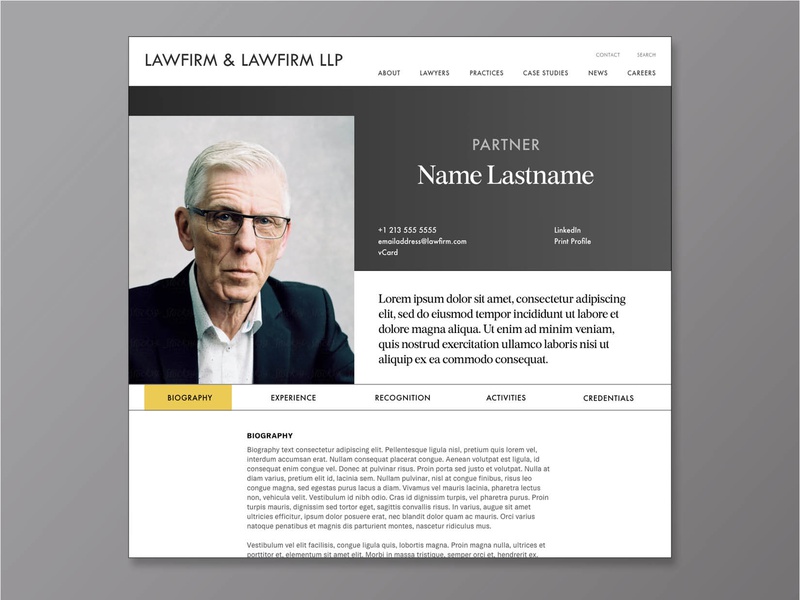 LAWFIRM & LAWFIRM LLP
CONTACT SEARCH
ABOUT LAWYERS PRACTICES CASE STUDIES NEWS CAREERS
PARTNER
Name Lastname
+1 213 555 5555
emailaddress@lawfirm.com
vCard
LinkedIn
Print Profile
Lorem ipsum dolor sit amet, consectetur adipiscing
elit, sed do eiusmod tempor incididunt ut labore et
dolore magna aliqua. Ut enim ad minim veniam,
quis nostrud exercitation ullamco laboris nisi ut
aliquip ex ea commodo consequat.
BIOGRAPHY EXPERIENCE RECOGNITION ACTIVITIES CREDENTIALS
BIOGRAPHY
Biography text consectetur adipiscing elit. Pellentesque ligula nisl, pretium quis lorem vel,
interdum accumsan erat. Nullam consequat placerat congue. Aenean volutpat est ligula, id
consequat enim congue vel. Donec at pulvinar risus. Proin porta sed justo et volutpat. Nulla at
diam varius, pretium elit id, lacinia sem. Nullam pulvinar, nisl at congue finibus, risus leo
congue magna, sed egestas purus lacus a diam. Vivamus vel mauris lacinia, pharetra lectus
non, vehicula velit. Vestibulum id nibh odio. Cras id dignissim turpis, vel pharetra purus. Proin
turpis mauris, dignissim sed tortor eget, sagittis convallis risus. In varius, augue sit amet
ultricies efficitur, ipsum dolor posuere erat, nec blandit dolor quam ac mauris. Orci varius
natoque penatibus et magnis dis parturient montes, nascetur ridiculus mus.
Vestibulum vel elit facilisis, congue ligula quis, lobortis magna. Proin magna nulla, ultrices et
porttitor et, elementum sit amet elit. Morbi in massa tristique, semper orci et, hendrerit ex.